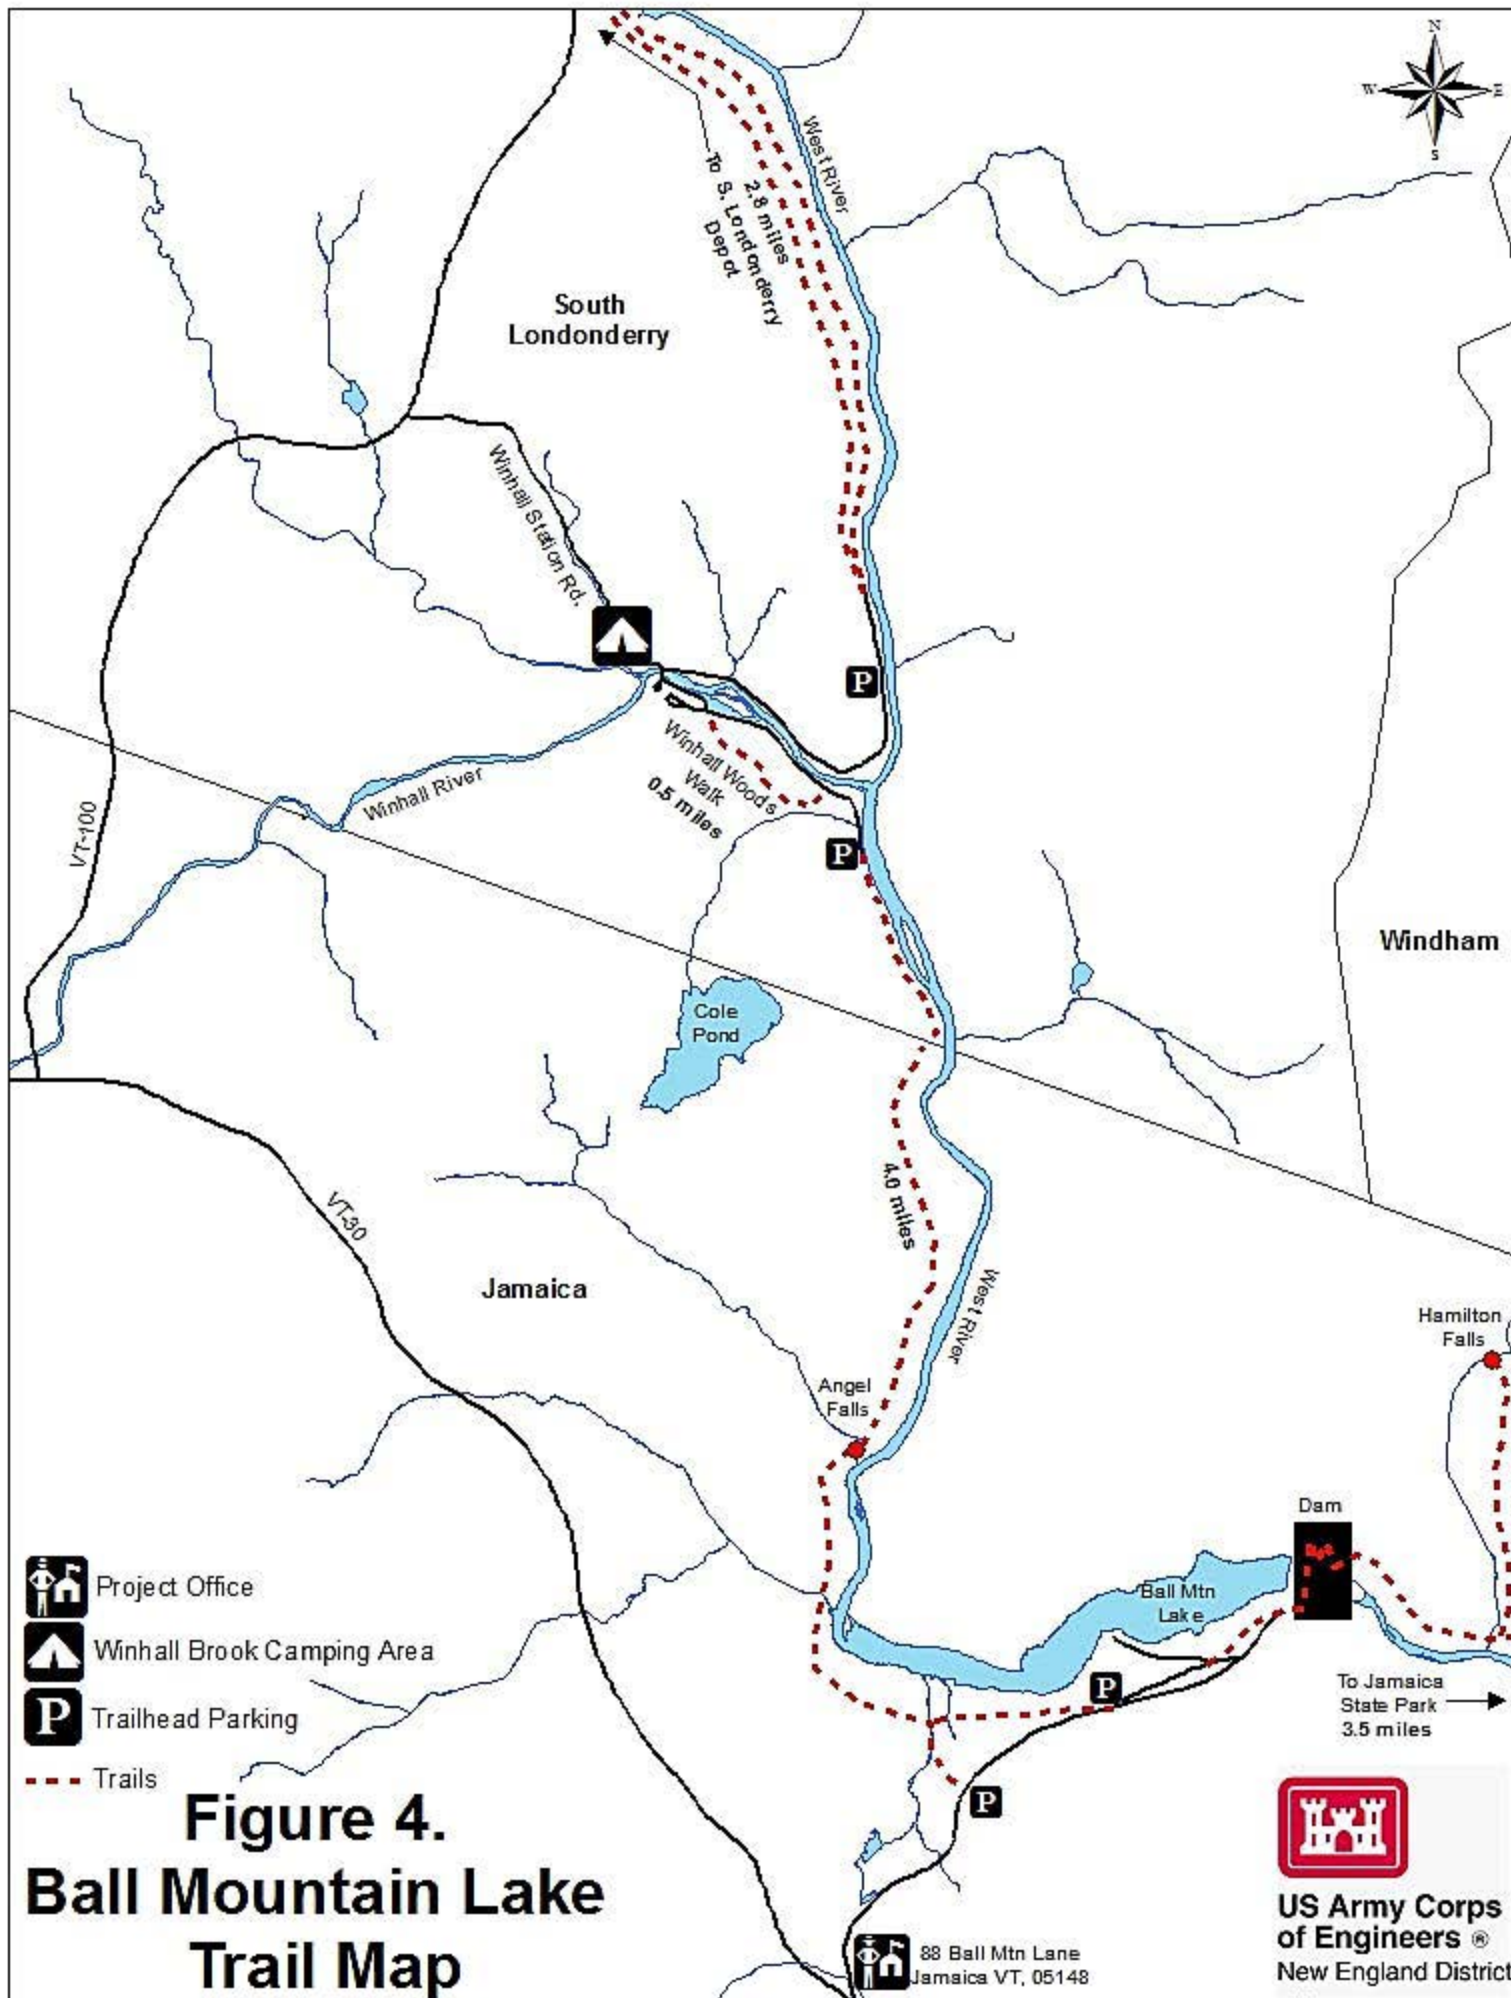 N
W
E
S
West River
2.8 miles
To S. Londonderry
Depot
South
Londonderry
Winhall Station Rd.
P
Winhall Woods
Walk
0.5 miles
Winhall River
VT-100
P
Windham
Cole
Pond
4.0 miles
VT-30
Jamaica
West River
Hamilton
Falls
Angel
Falls
Dam
Ball Mtn
Lake
Project Office
Winhall Brook Camping Area
P Trailhead Parking
Trails
P
To Jamaica
State Park
3.5 miles
P
Figure 4.
Ball Mountain Lake
Trail Map
88 Ball Mtn Lane
Jamaica VT, 05148
US Army Corps
of Engineers ®
New England District